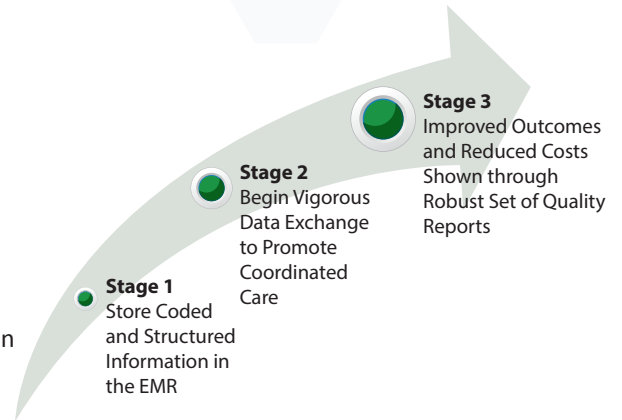 Stage 3
Improved Outcomes
and Reduced Costs
Shown through
Robust Set of Quality
Reports
Stage 2
Begin Vigorous
Data Exchange
to Promote
Coordinated
Care
Stage 1
Store Coded
and Structured
Information in
the EMR
n